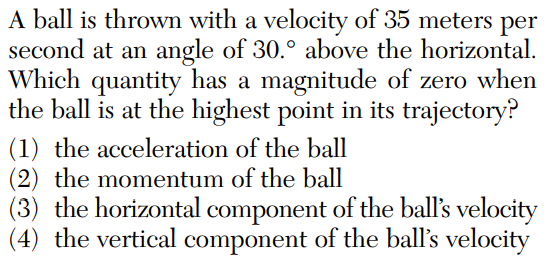 A ball is thrown with a velocity of 35 meters per
second at an angle of 30.° above the horizontal.
Which quantity has a magnitude of zero when
the ball is at the highest point in its trajectory?
(1) the acceleration of the ball
(2) the momentum of the ball
(3) the horizontal component of the ball’s velocity
(4) the vertical component of the ball’s velocity